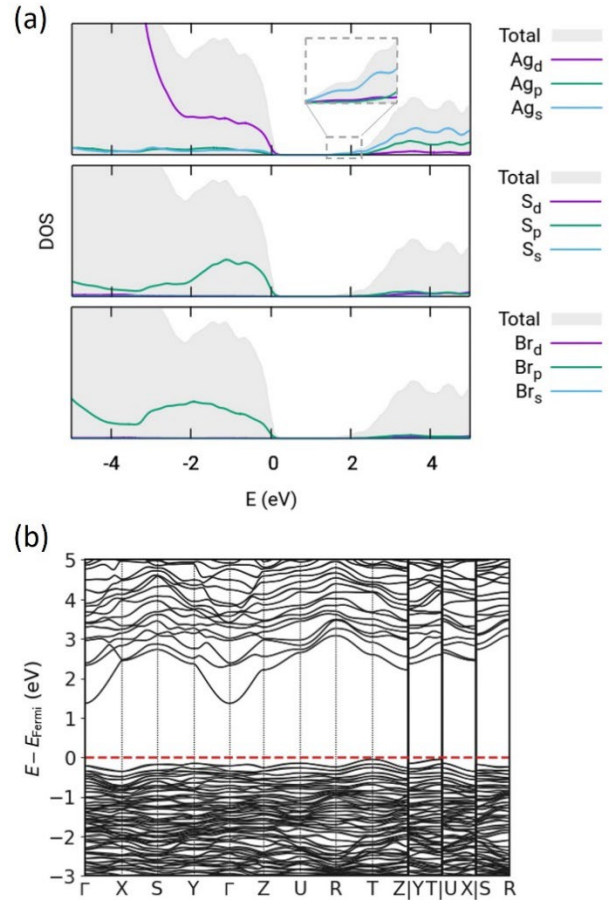 (a)
Total
Ag_d
Ag_p
Ag_s
Total
S_d
S_p
S_s
DOS
Total
Br_d
Br_p
Br_s
-4 -2 0 2 4
E (eV)
(b)
5
4
3
2
1
0
−1
−2
−3
E − E_Fermi (eV)
Γ X S Y Γ Z U R T Z|YT|U X|S R